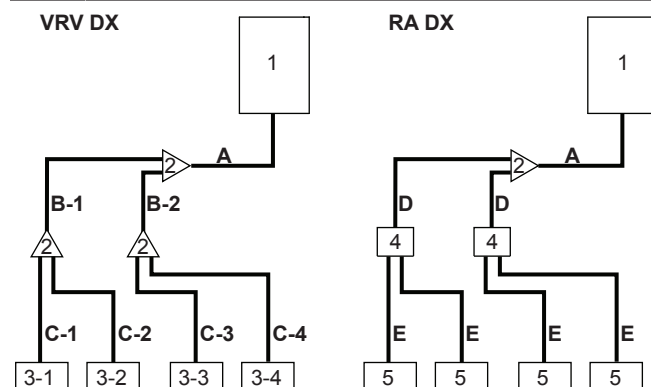 VRV DX RA DX
1 1
2 A 2 A
B-1 B-2 D D
2 2 4 4
C-1 C-2 C-3 C-4 E E E E
3-1 3-2 3-3 3-4 5 5 5 5